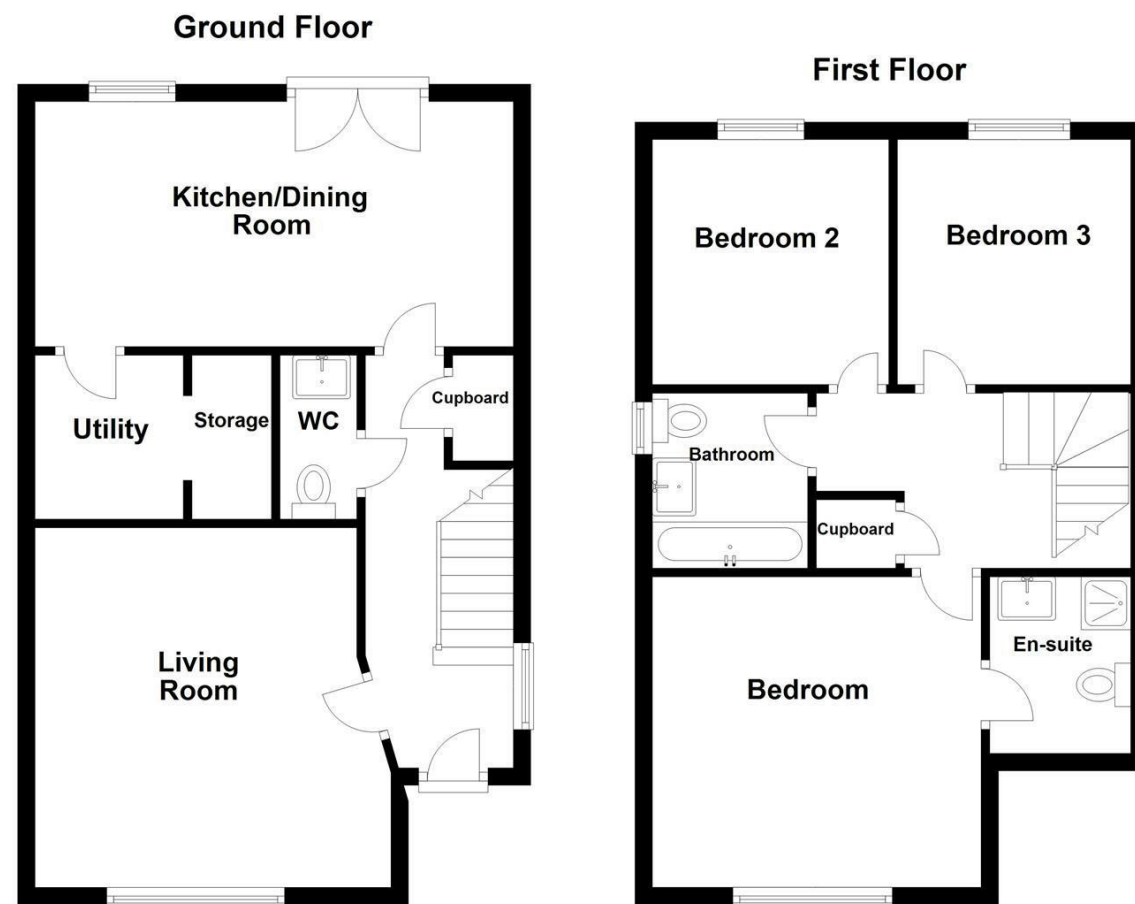 Ground Floor
Kitchen/Dining
Room
Utility
Storage
WC
Cupboard
Living
Room
First Floor
Bedroom 2
Bedroom 3
Bathroom
Cupboard
Bedroom
En-suite